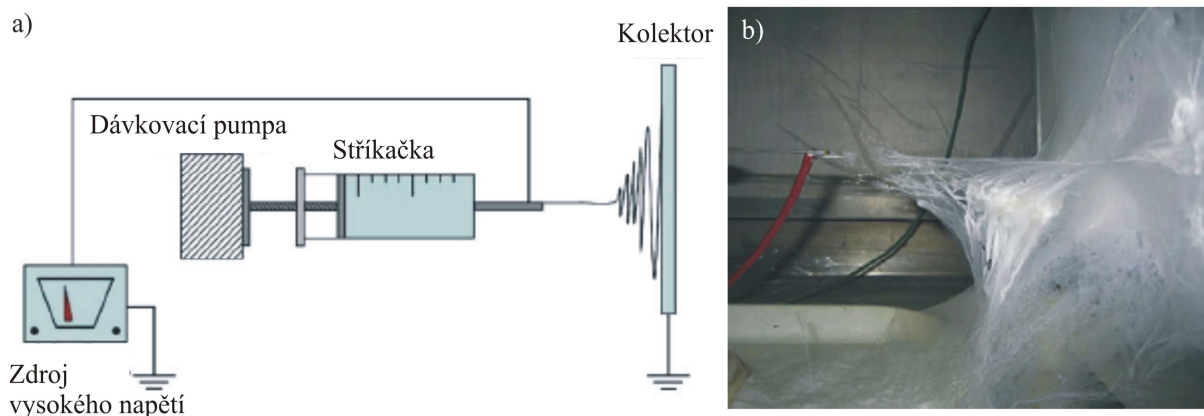 a)
Kolektor
b)
Dávkovací pumpa
Stříkačka
Zdroj
vysokého napětí